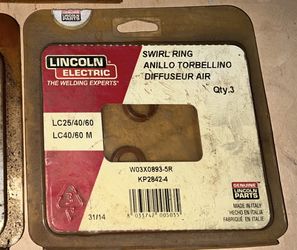 LINCOLN
ELECTRIC
THE WELDING EXPERTS
SWIRL RING
ANILLO TORBELLINO
DIFFUSEUR AIR
Qty.3
LC25/40/60
LC40/60 M
W03X0893-5R
KP2842-4
31/14
GENUINE
LINCOLN
PARTS
MADE IN ITALY
HECHO EN ITALIA
FABRIQUÉ EN ITALIE